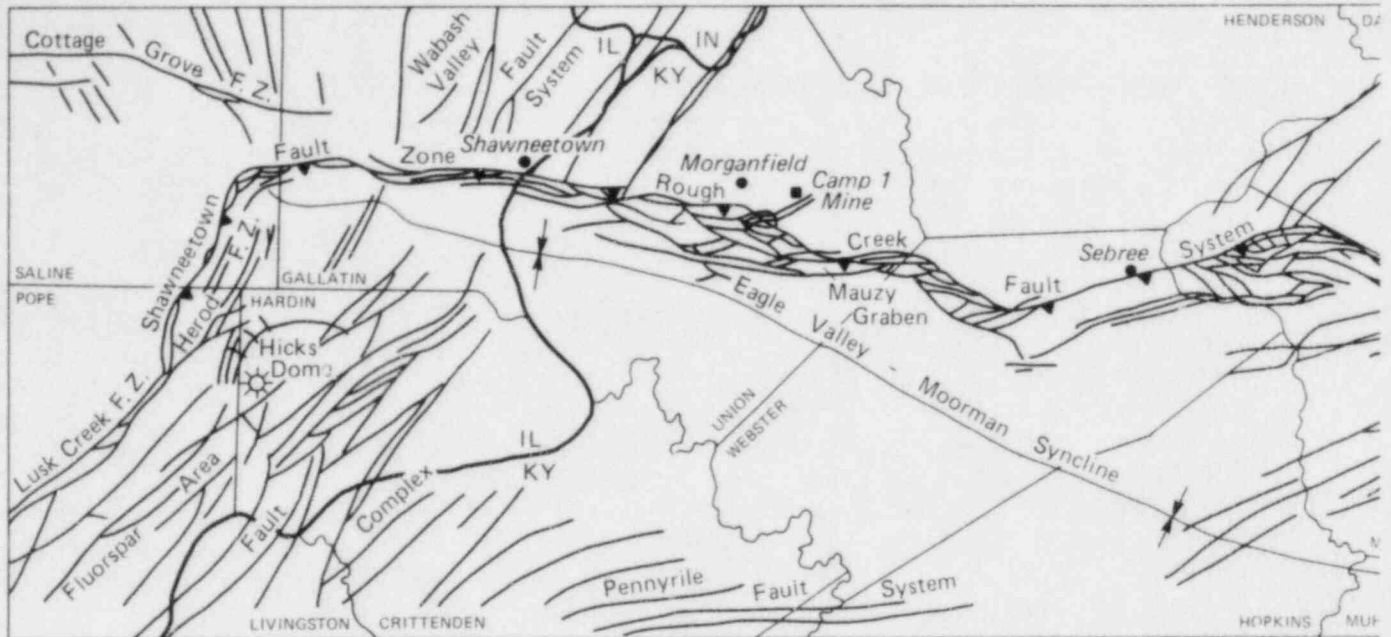 HENDERSON DA
Cottage Grove F. Z.
Wabash Valley Fault System
IL IN
KY
Shawneetown
Fault Zone
Morganfield
Camp 1 Mine
Rough Creek Fault System
Sebree
Shawneetown
Herod F. Z.
SALINE
POPE
GALLATIN
HARDIN
Eagle Valley Moorman Syncline
Mauzy Graben
Hicks Dome
UNION
WEBSTER
Lusk Creek F. Z.
IL
KY
Fluorspar Area Fault Complex
Pennyrile Fault System
LIVINGSTON CRITTENDEN
HOPKINS MUH